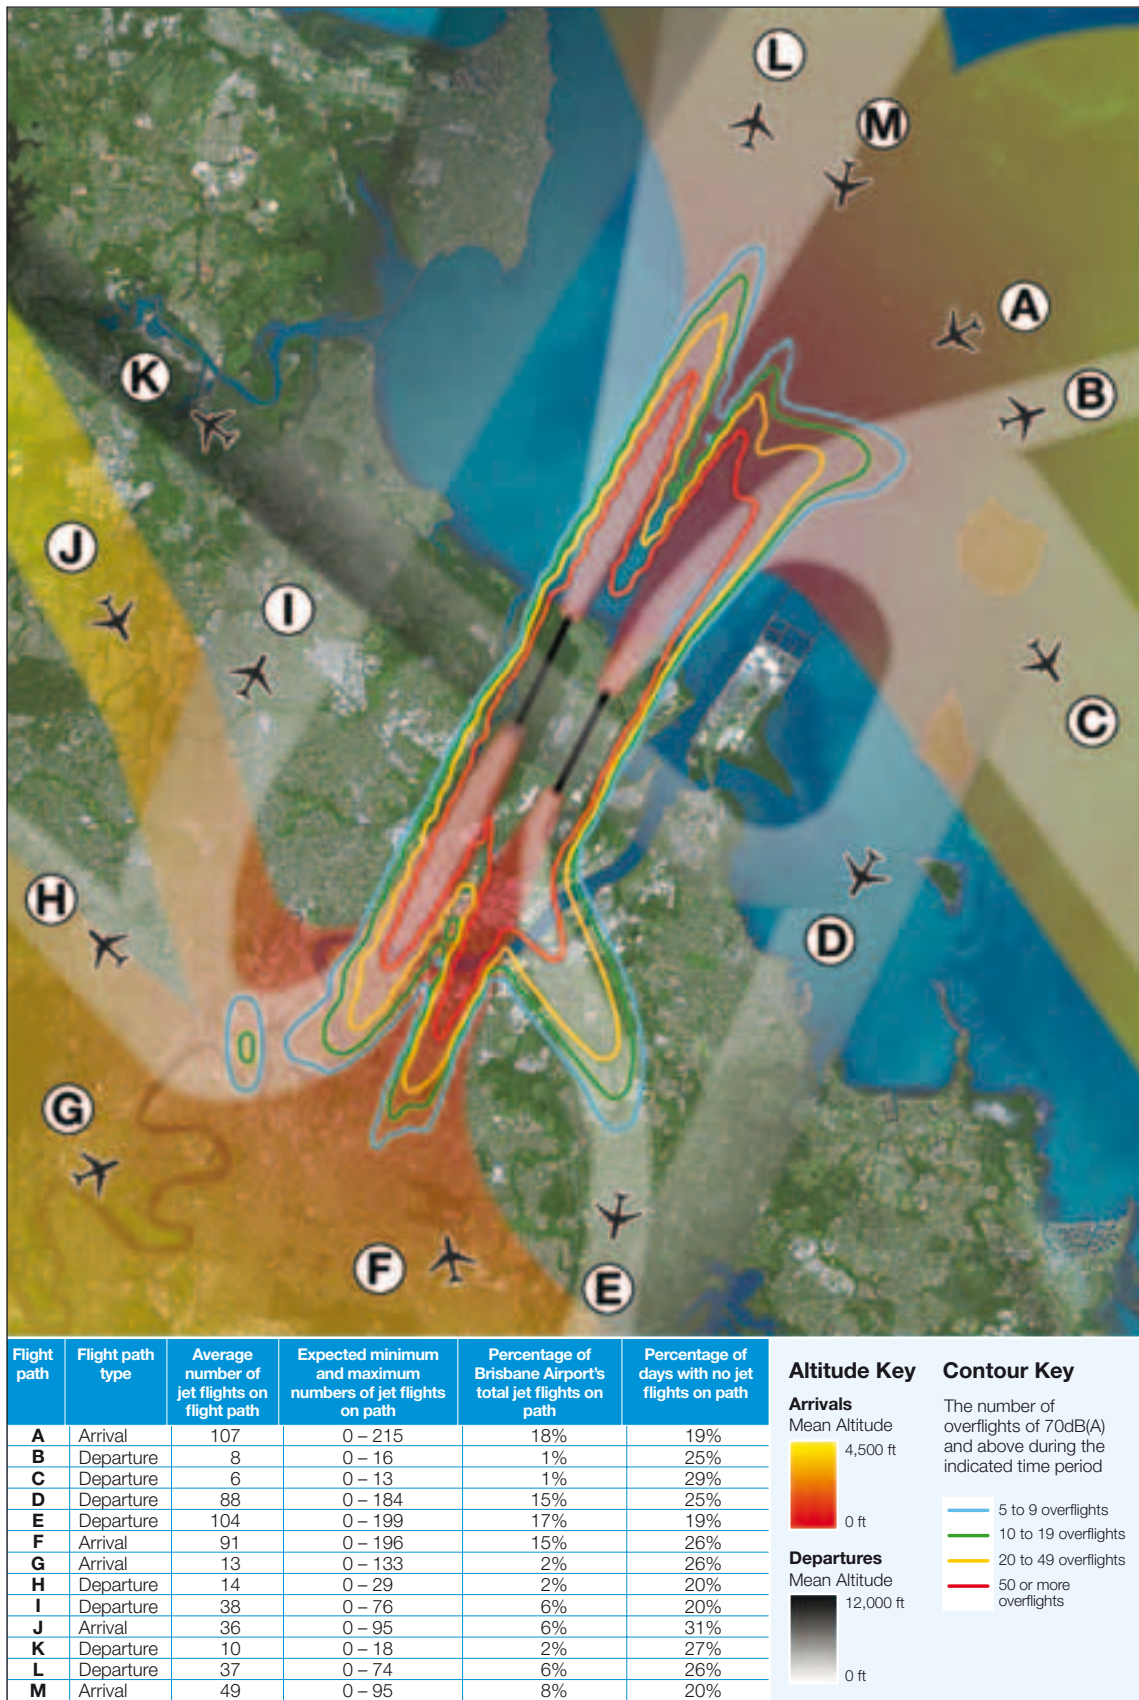 L
M
A
B
K
J
I
C
H
D
G
F
E
Flight path
Flight path type
Average number of jet flights on flight path
Expected minimum and maximum numbers of jet flights on path
Percentage of Brisbane Airport's total jet flights on path
Percentage of days with no jet flights on path
A Arrival 107 0 – 215 18% 19%
B Departure 8 0 – 16 1% 25%
C Departure 6 0 – 13 1% 29%
D Departure 88 0 – 184 15% 25%
E Departure 104 0 – 199 17% 19%
F Arrival 91 0 – 196 15% 26%
G Arrival 13 0 – 133 2% 26%
H Departure 14 0 – 29 2% 20%
I Departure 38 0 – 76 6% 20%
J Arrival 36 0 – 95 6% 31%
K Departure 10 0 – 18 2% 27%
L Departure 37 0 – 74 6% 26%
M Arrival 49 0 – 95 8% 20%
Altitude Key
Arrivals
Mean Altitude
4,500 ft
0 ft
Departures
Mean Altitude
12,000 ft
0 ft
Contour Key
The number of
overflights of 70dB(A)
and above during the
indicated time period
5 to 9 overflights
10 to 19 overflights
20 to 49 overflights
50 or more
overflights